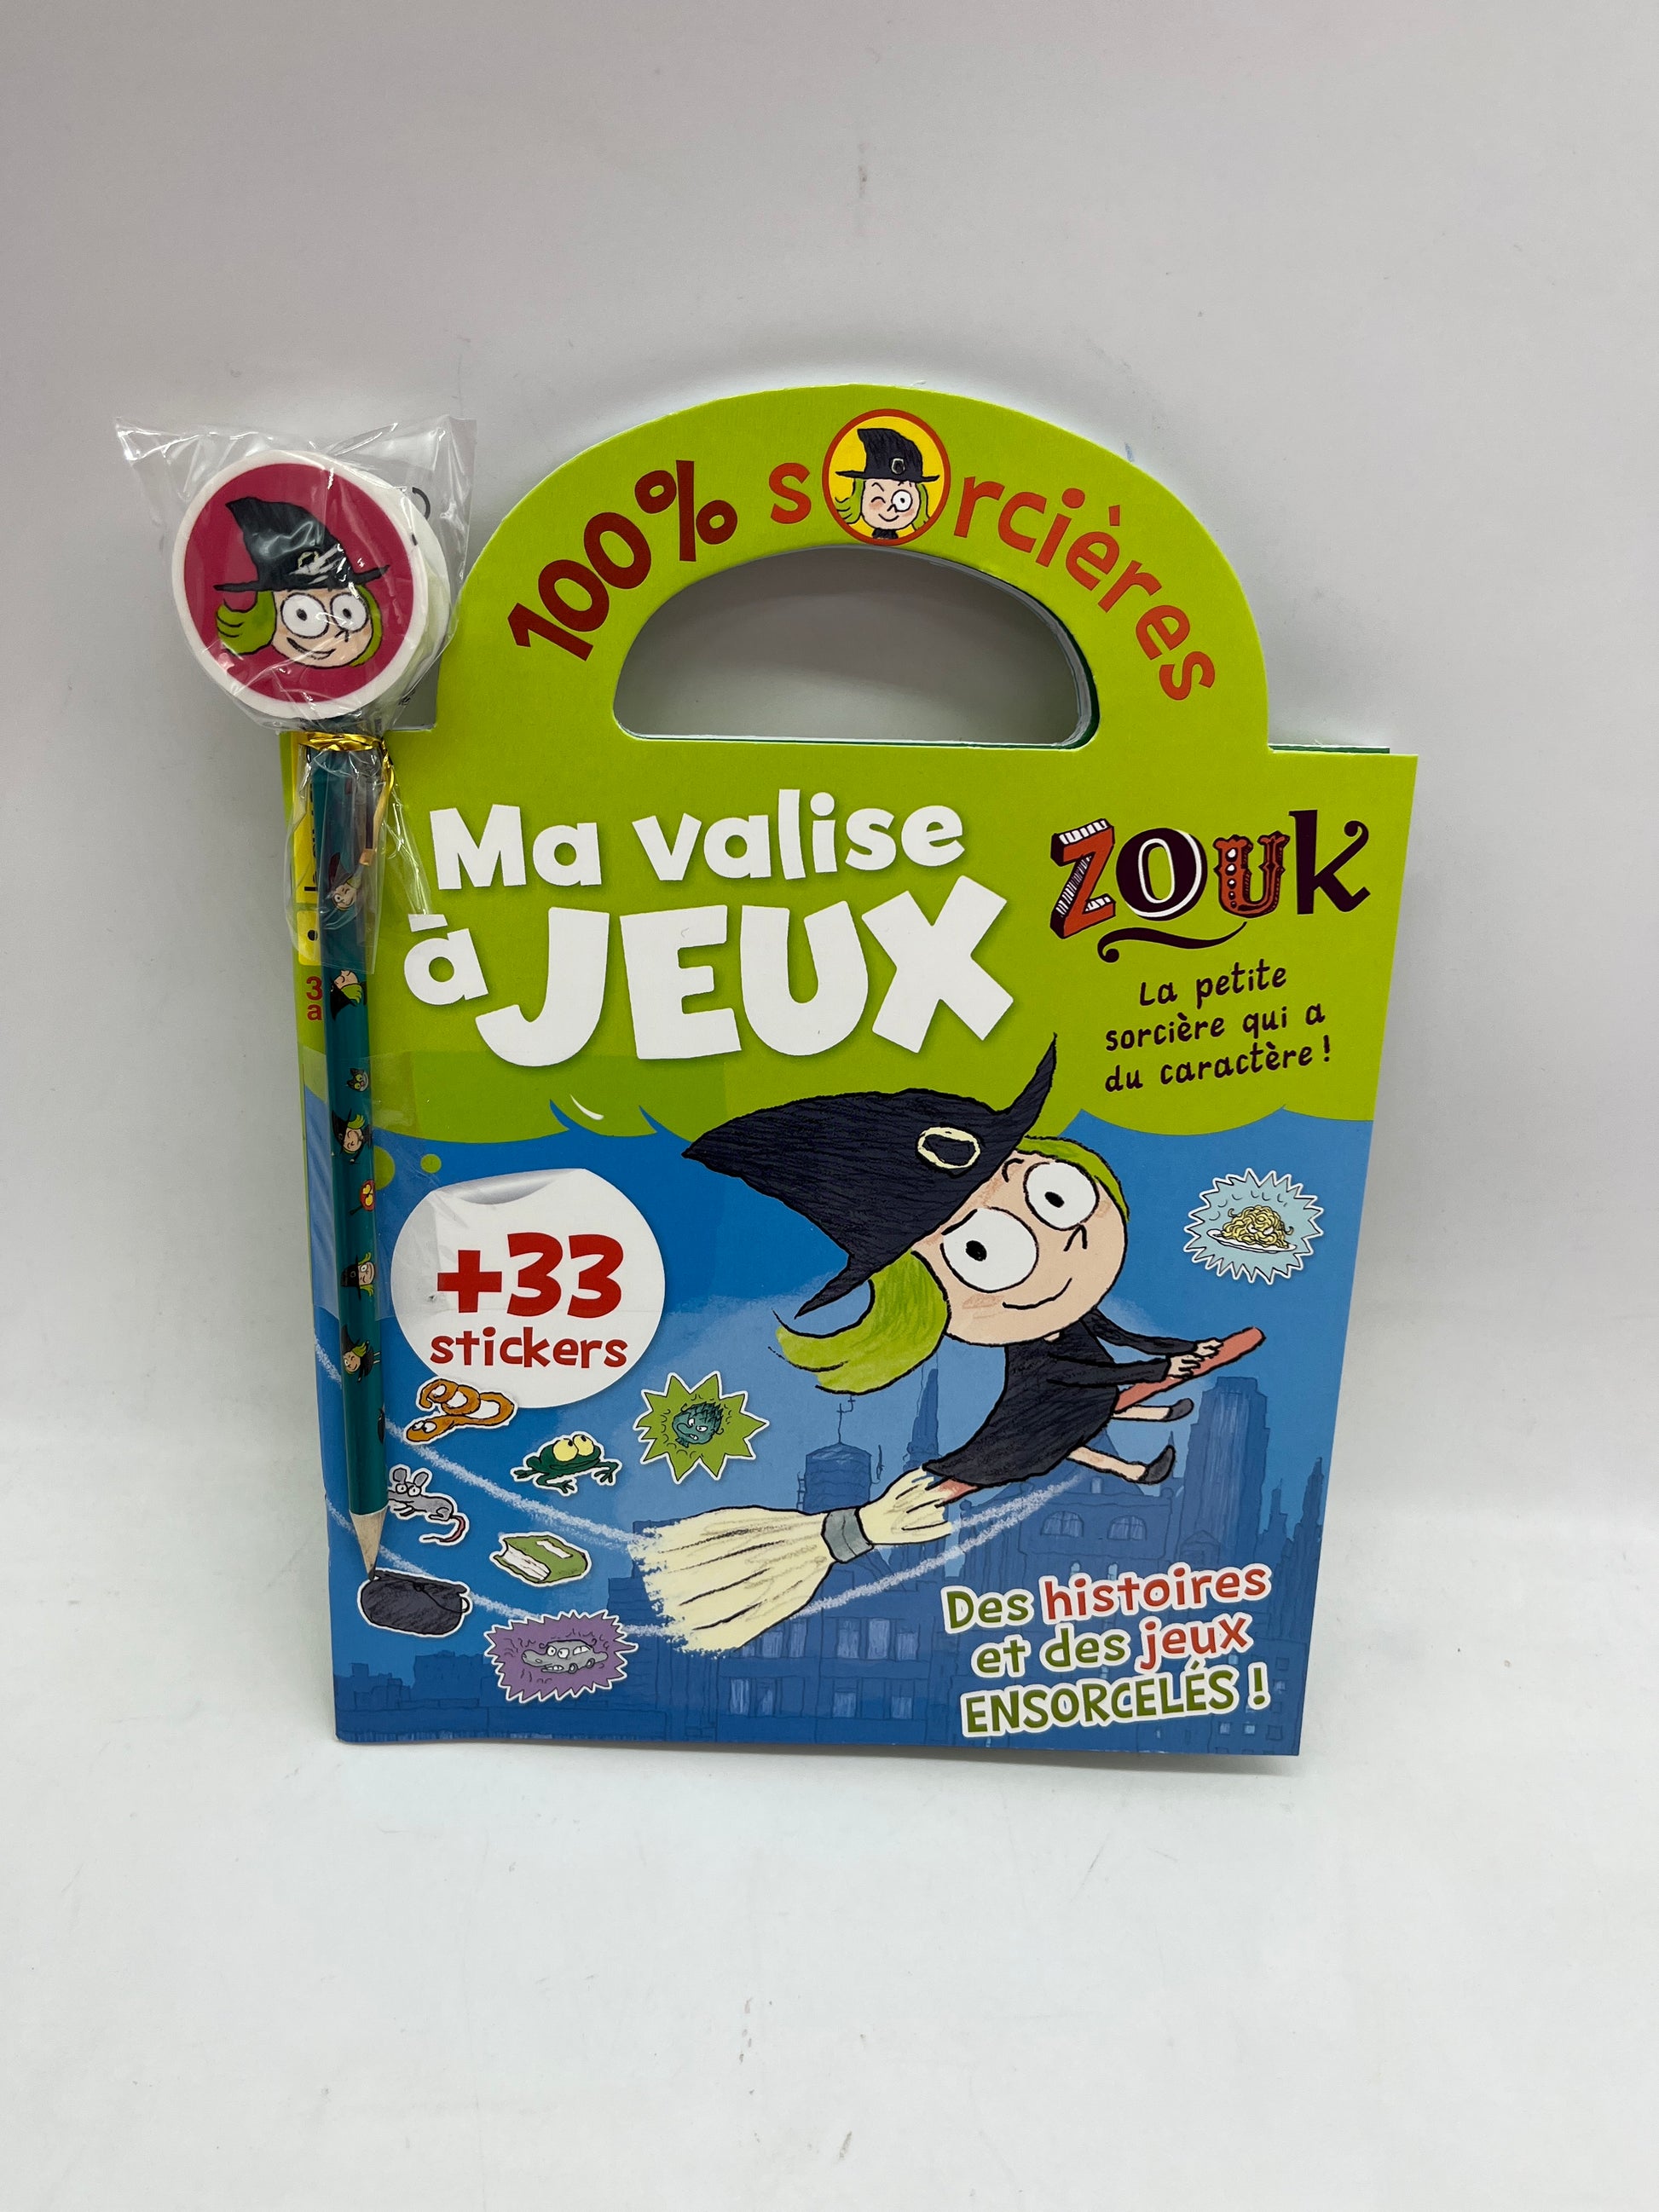 100% sorcières
Ma valise
à JEUX
ZOUK
La petite
sorcière qui a
du caractère !
+33
stickers
Des histoires
et des jeux
ENSORCELÉS !
3
a